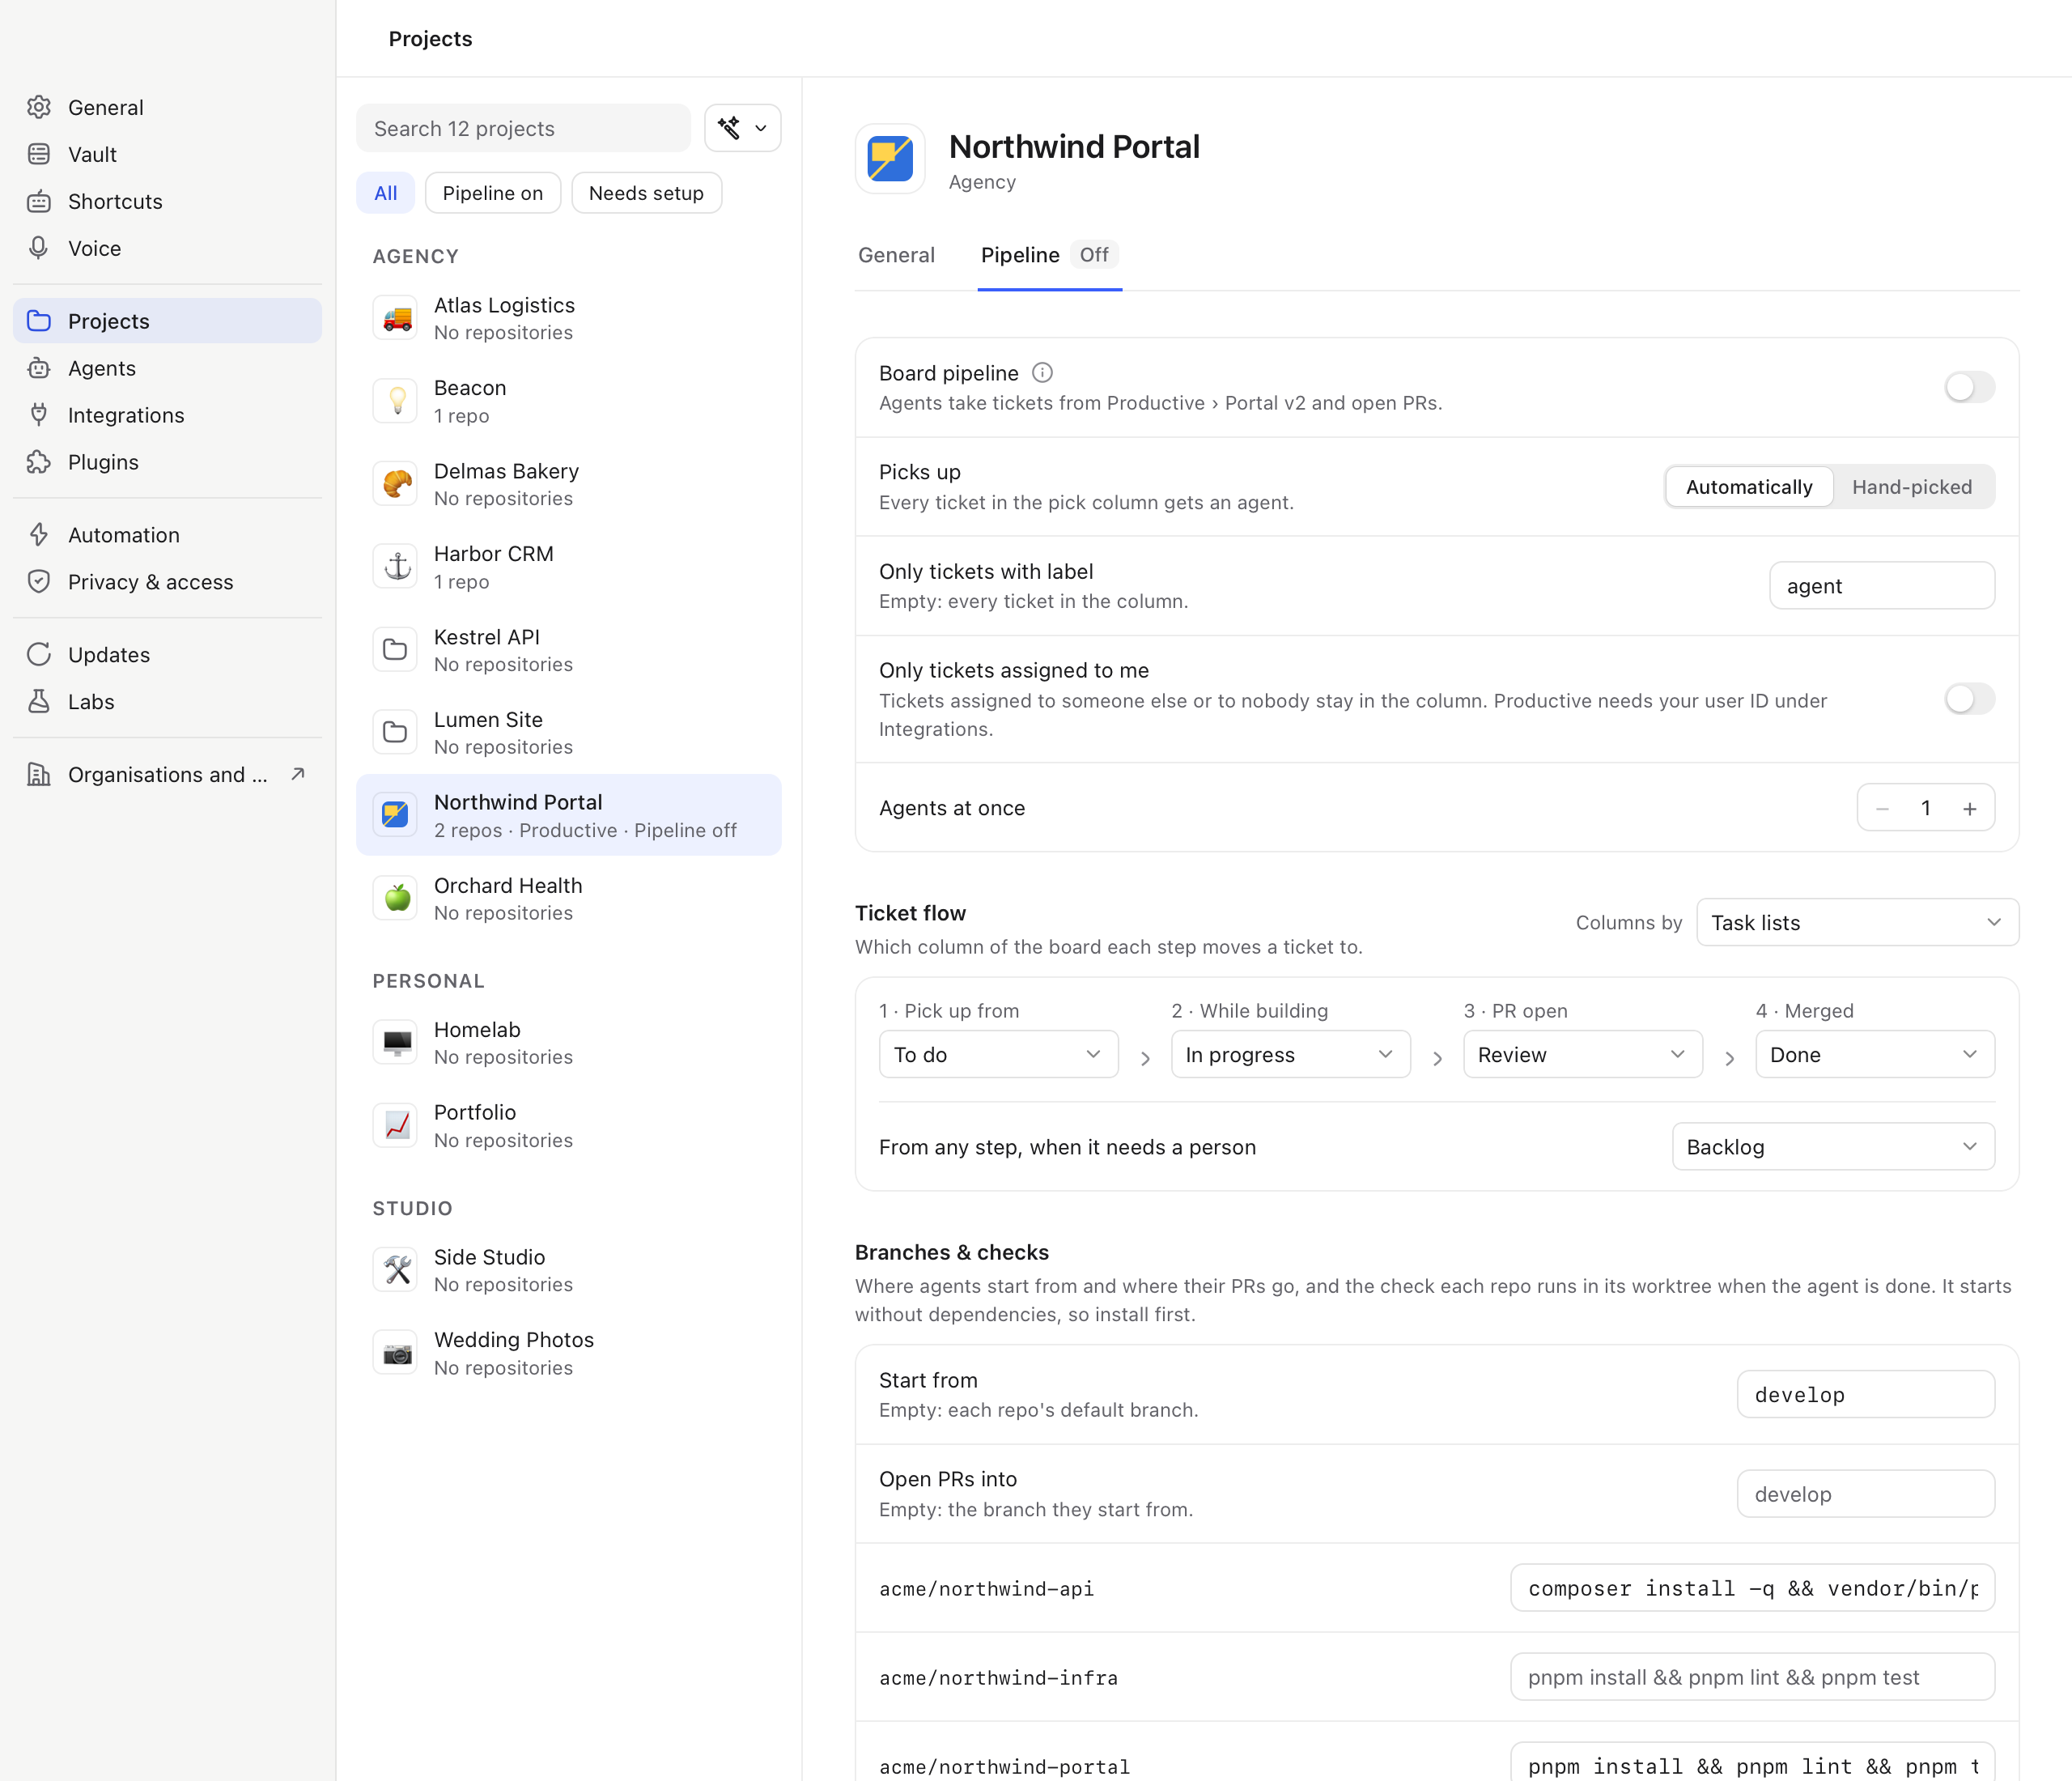 Projects
General
Vault
Shortcuts
Voice
Projects
Agents
Integrations
Plugins
Automation
Privacy & access
Updates
Labs
Organisations and ...
Search 12 projects
All
Pipeline on
Needs setup
AGENCY
Atlas Logistics
No repositories
Beacon
1 repo
Delmas Bakery
No repositories
Harbor CRM
1 repo
Kestrel API
No repositories
Lumen Site
No repositories
Northwind Portal
2 repos · Productive · Pipeline off
Orchard Health
No repositories
PERSONAL
Homelab
No repositories
Portfolio
No repositories
STUDIO
Side Studio
No repositories
Wedding Photos
No repositories
Northwind Portal
Agency
General
Pipeline Off
Board pipeline
Agents take tickets from Productive › Portal v2 and open PRs.
Picks up
Every ticket in the pick column gets an agent.
Automatically
Hand-picked
Only tickets with label
Empty: every ticket in the column.
agent
Only tickets assigned to me
Tickets assigned to someone else or to nobody stay in the column. Productive needs your user ID under
Integrations.
Agents at once
1
Ticket flow
Which column of the board each step moves a ticket to.
Columns by
Task lists
1 · Pick up from
To do
2 · While building
In progress
3 · PR open
Review
4 · Merged
Done
From any step, when it needs a person
Backlog
Branches & checks
Where agents start from and where their PRs go, and the check each repo runs in its worktree when the agent is done. It starts
without dependencies, so install first.
Start from
Empty: each repo's default branch.
develop
Open PRs into
Empty: the branch they start from.
develop
acme/northwind-api
composer install -q && vendor/bin/p
acme/northwind-infra
pnpm install && pnpm lint && pnpm test
acme/northwind-portal
pnpm install && pnpm lint && pnpm t